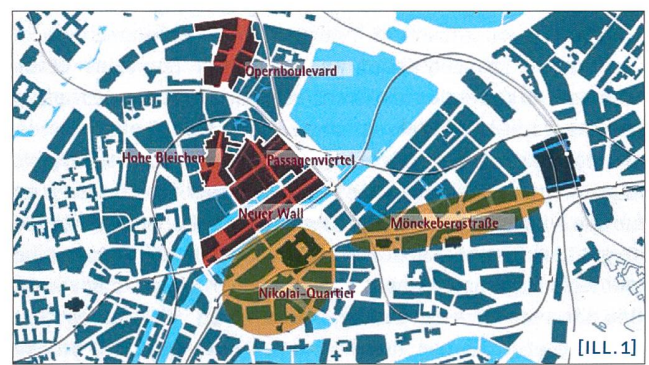 Opernboulevard
Hohe Bleichen
Passagenviertel
Neuer Wall
Mönckebergstraße
Nikolai-Quartier
[ILL.1]